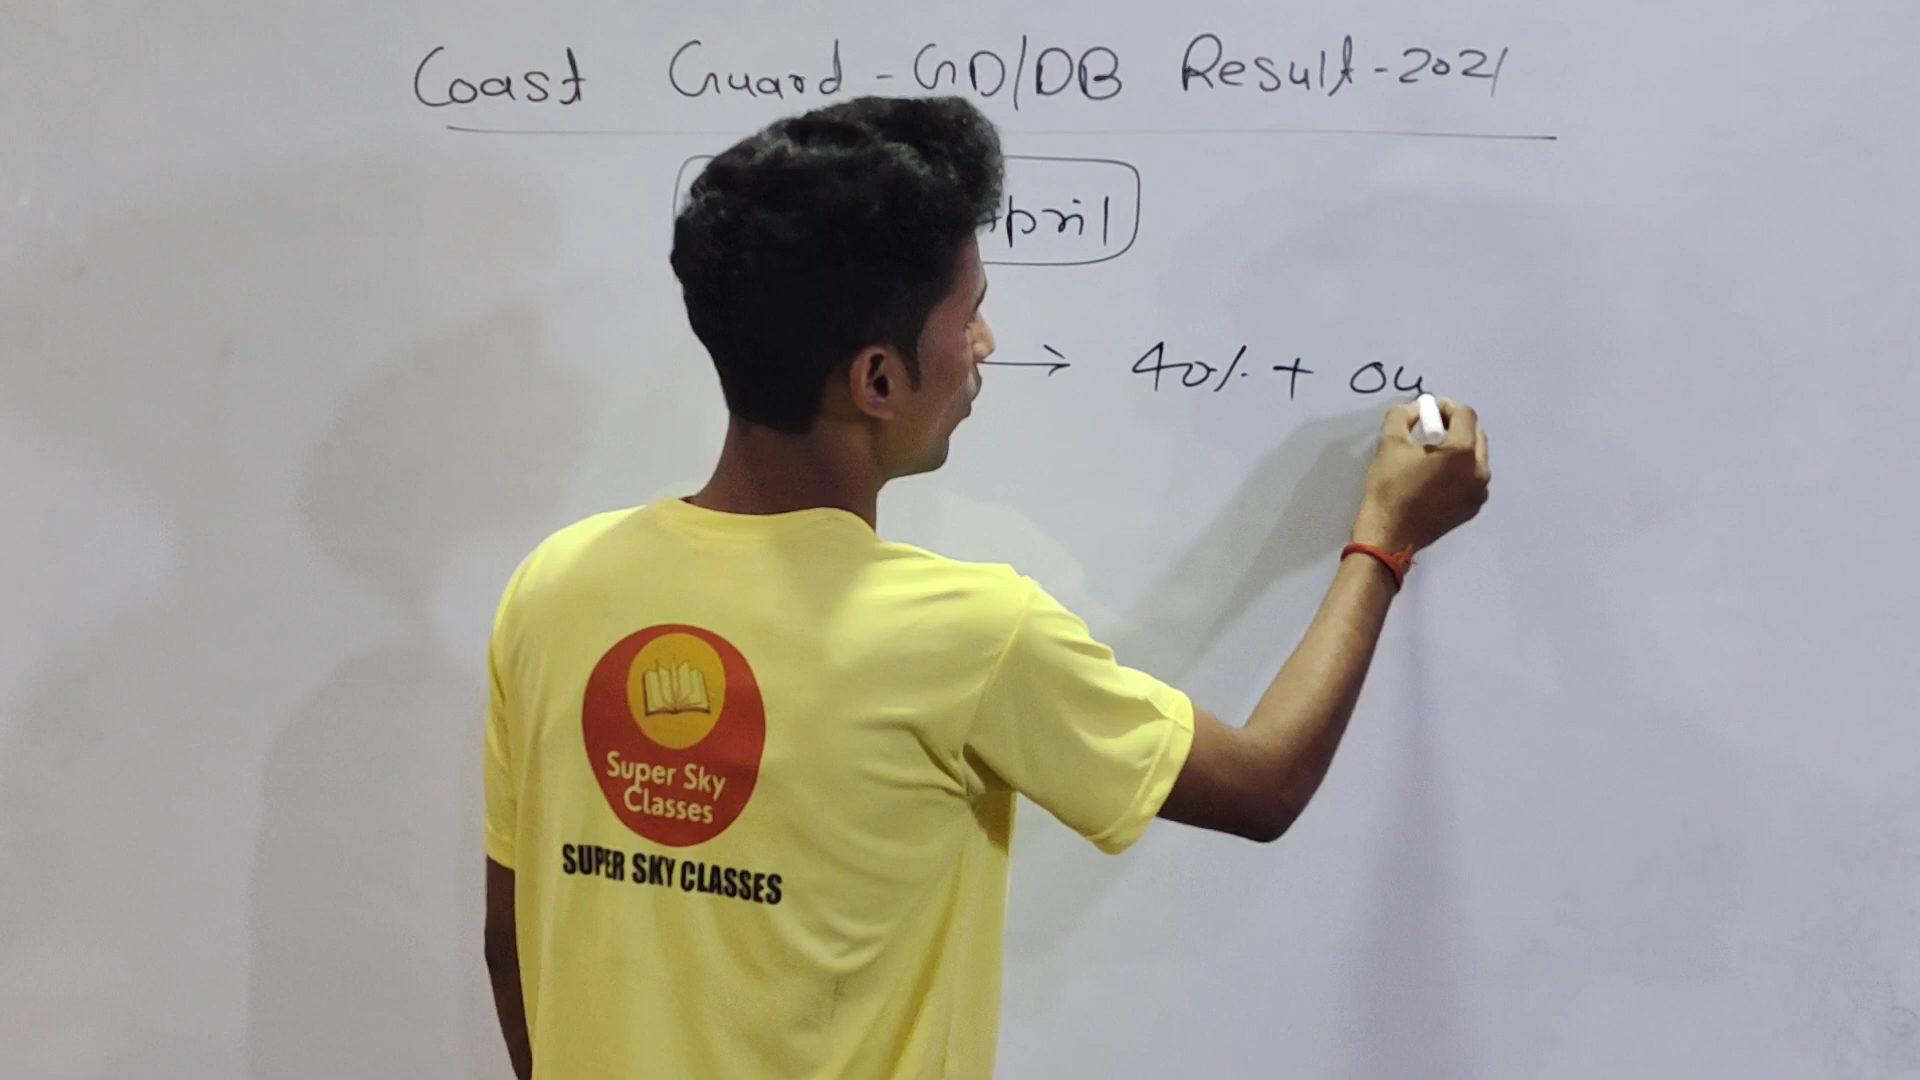 Coast Guard - GD/DB Result - 2021
April
→ 40% + 04
Super Sky
Classes
SUPER SKY CLASSES